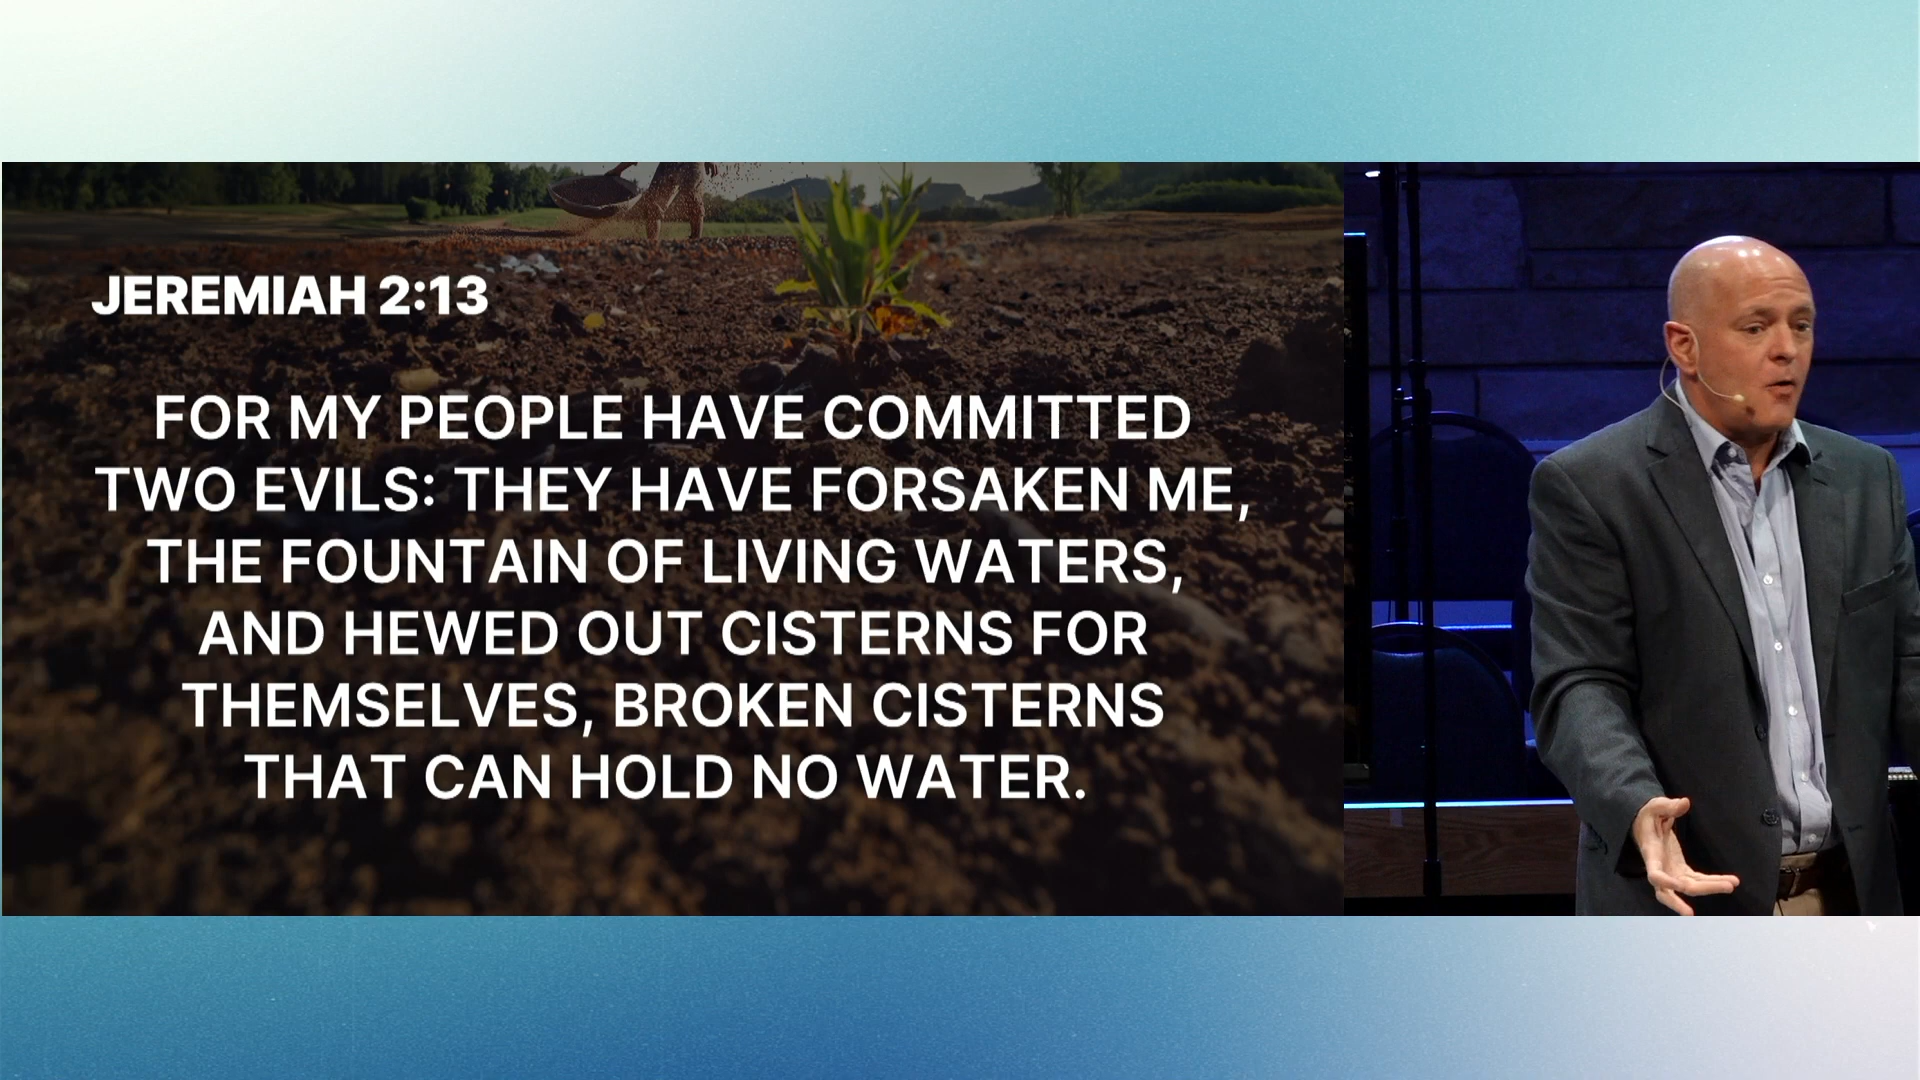 JEREMIAH 2:13
FOR MY PEOPLE HAVE COMMITTED
TWO EVILS: THEY HAVE FORSAKEN ME,
THE FOUNTAIN OF LIVING WATERS,
AND HEWED OUT CISTERNS FOR
THEMSELVES, BROKEN CISTERNS
THAT CAN HOLD NO WATER.